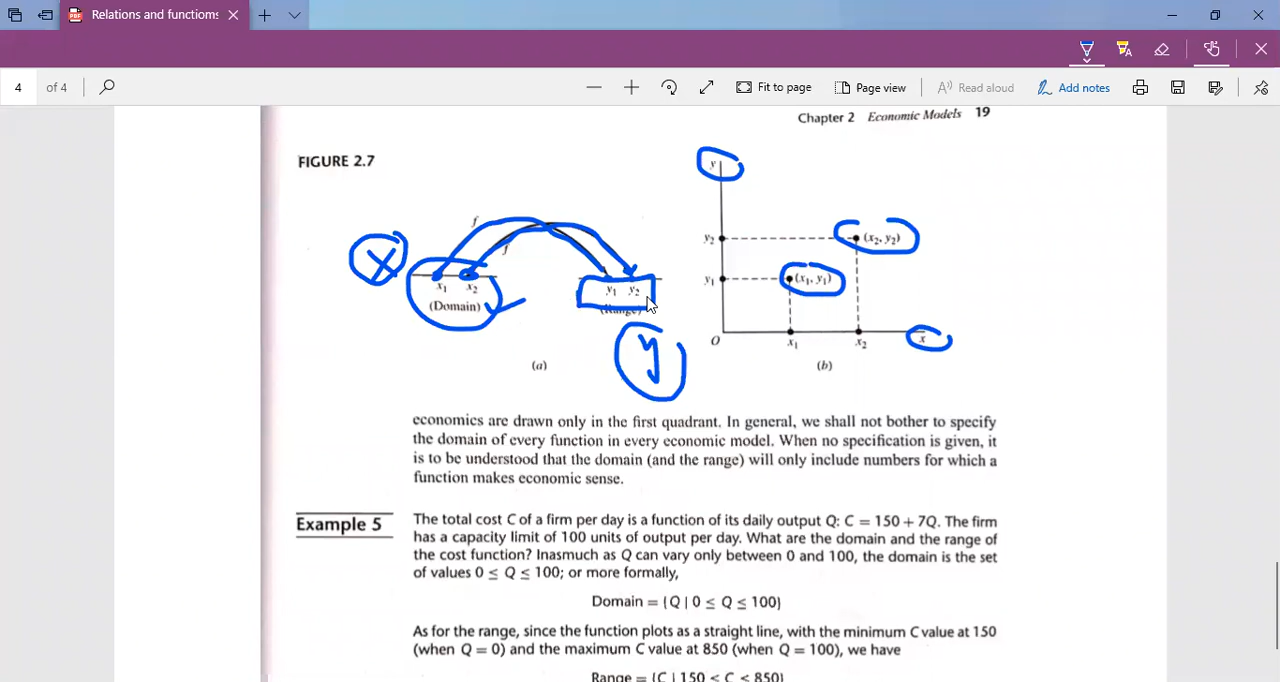 Relations and functions
4 of 4
Fit to page
Page view
Read aloud
Add notes
Chapter 2 Economic Models 19
FIGURE 2.7
y
f
f
X
x1 x2
(Domain)
y1 y2
(Range)
y
y2
(x2, y2)
y1
(x1, y1)
O
x1
x2
x
(a)
(b)
economics are drawn only in the first quadrant. In general, we shall not bother to specify
the domain of every function in every economic model. When no specification is given, it
is to be understood that the domain (and the range) will only include numbers for which a
function makes economic sense.
Example 5
The total cost C of a firm per day is a function of its daily output Q: C = 150 + 7Q. The firm
has a capacity limit of 100 units of output per day. What are the domain and the range of
the cost function? Inasmuch as Q can vary only between 0 and 100, the domain is the set
of values 0 ≤ Q ≤ 100; or more formally,
Domain = {Q | 0 ≤ Q ≤ 100}
As for the range, since the function plots as a straight line, with the minimum C value at 150
(when Q = 0) and the maximum C value at 850 (when Q = 100), we have
Range = {C | 150 ≤ C ≤ 850}